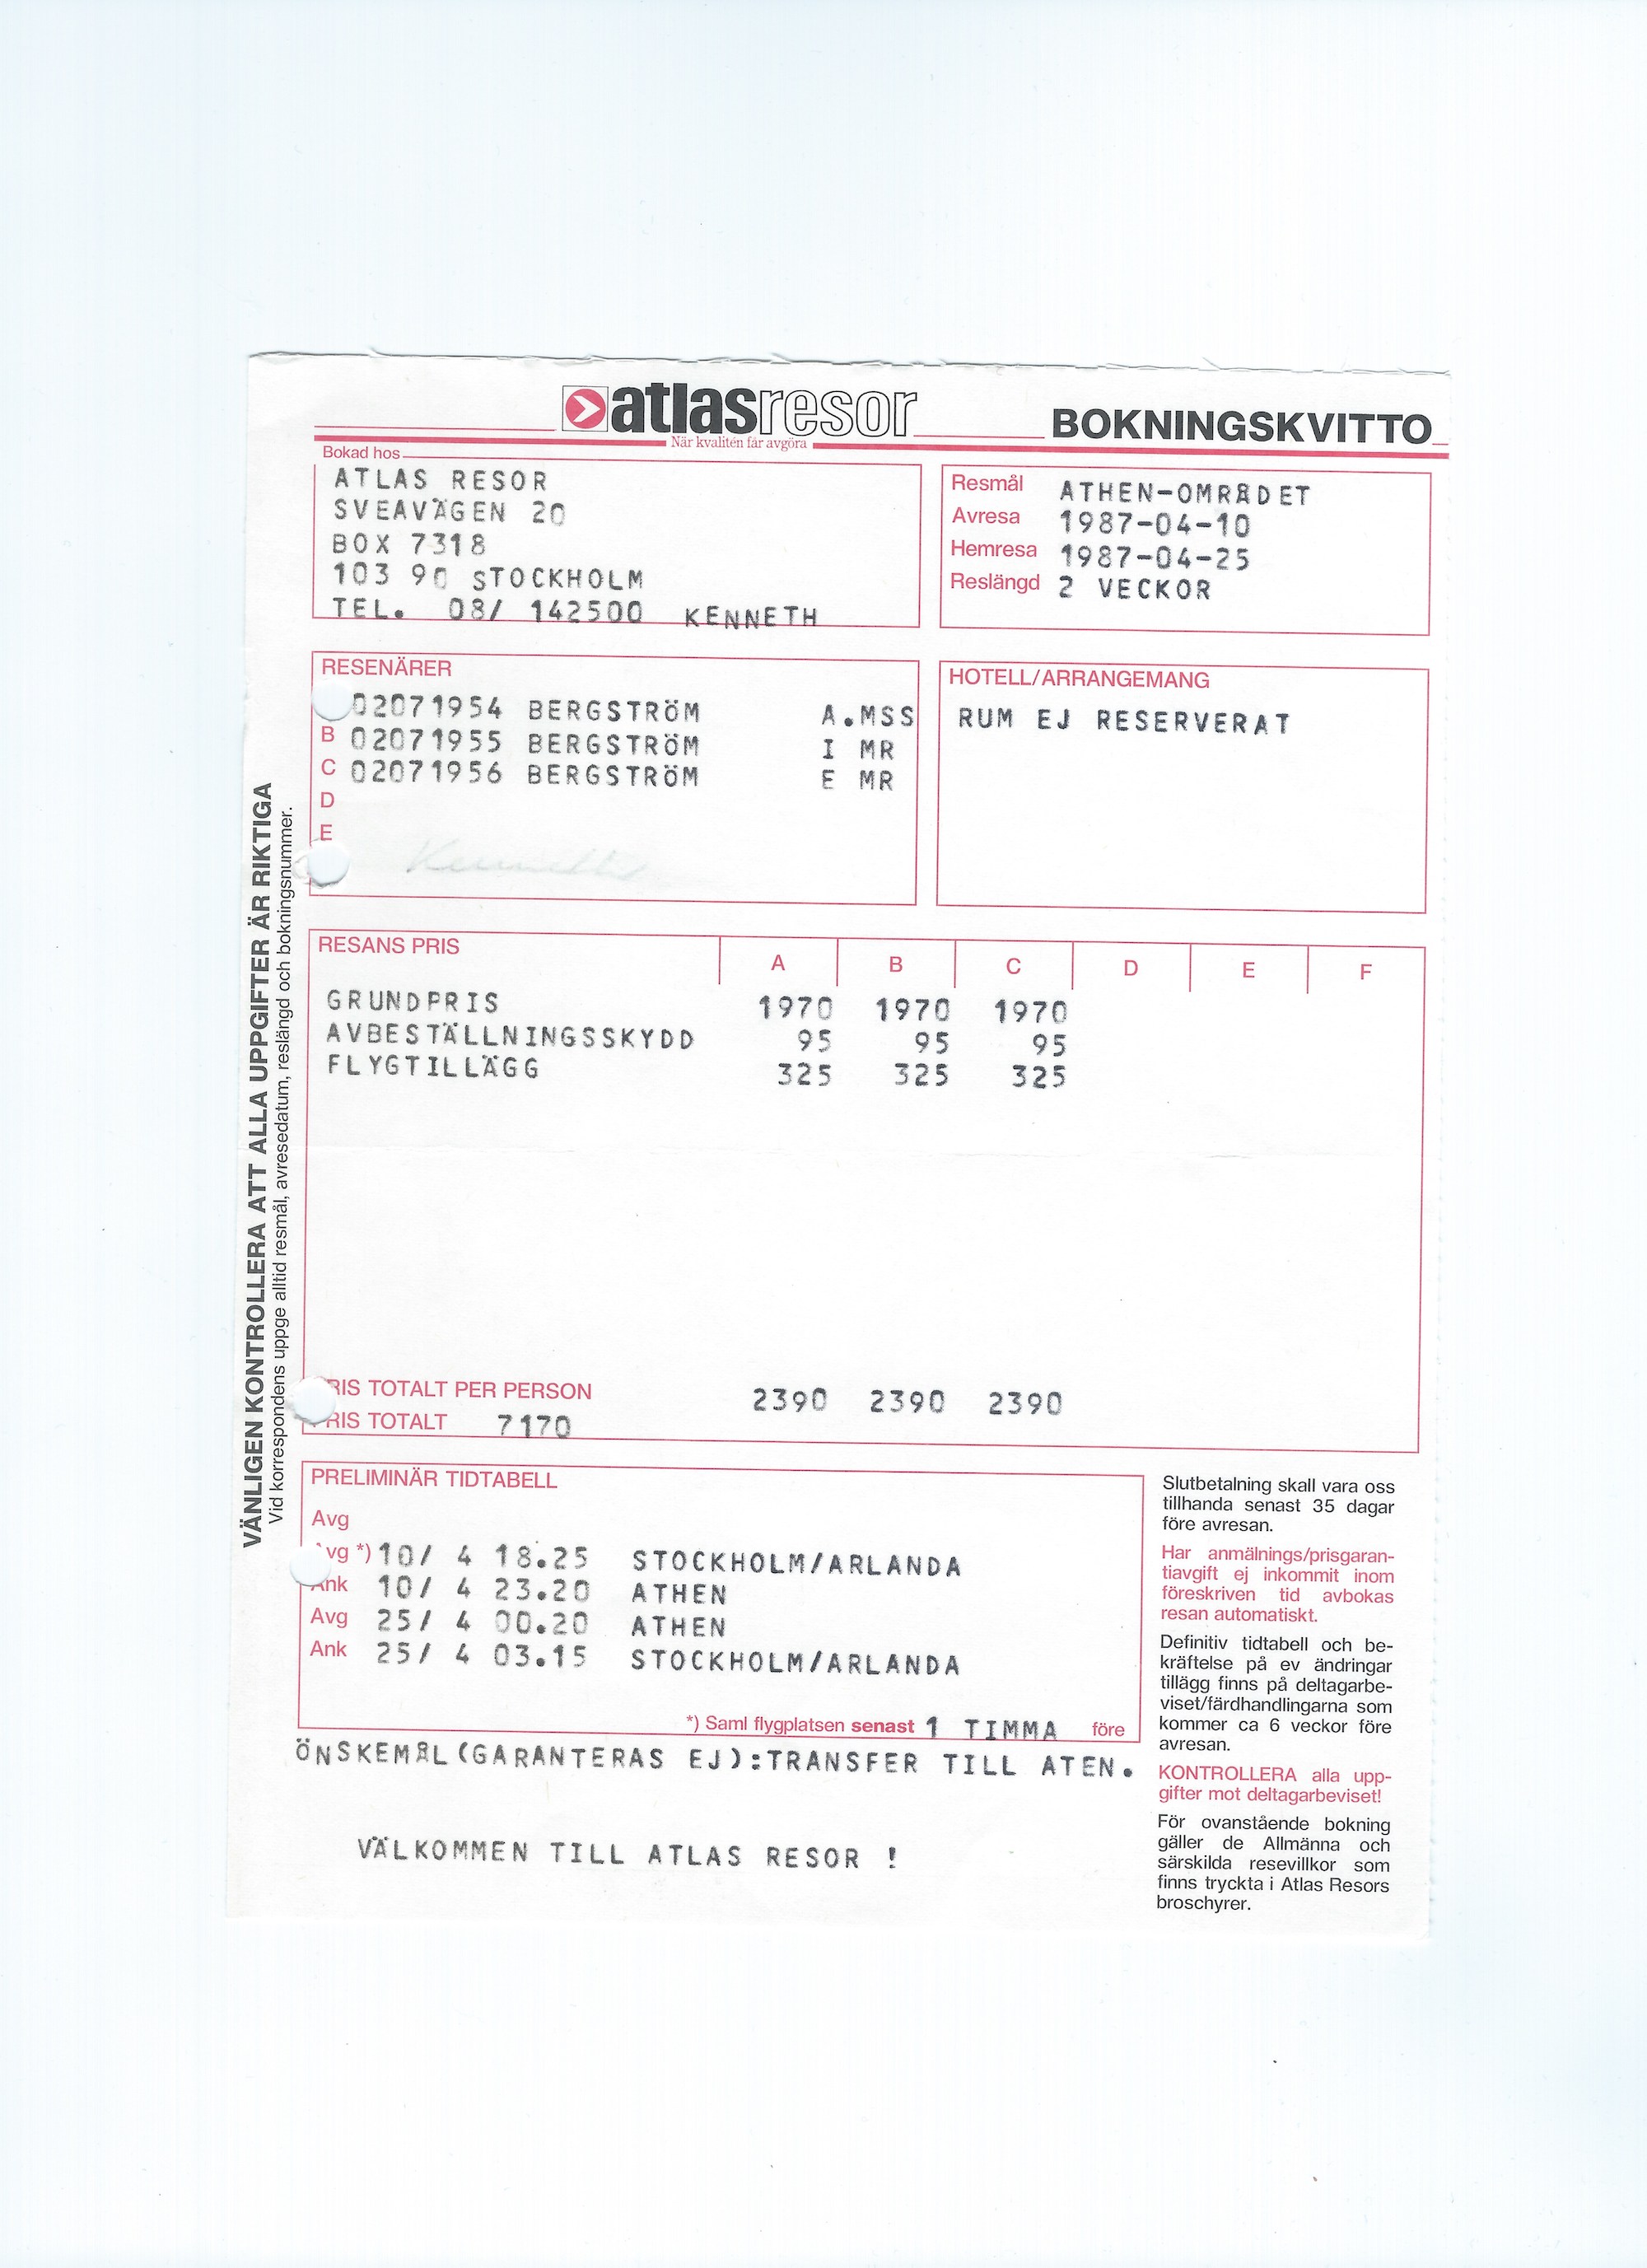 atlasresor
När kvalitén får avgöra
BOKNINGSKVITTO
Bokad hos
ATLAS RESOR
SVEAVÄGEN 20
BOX 7318
103 90 STOCKHOLM
TEL. 08/ 142500 KENNETH
Resmål ATHEN-OMRÅDET
Avresa 1987-04-10
Hemresa 1987-04-25
Reslängd 2 VECKOR
RESENÄRER
02071954 BERGSTRÖM A.MSS
B 02071955 BERGSTRÖM I MR
C 02071956 BERGSTRÖM E MR
D
E
Kenneth
HOTELL/ARRANGEMANG
RUM EJ RESERVERAT
RESANS PRIS A B C D E F
GRUNDPRIS 1970 1970 1970
AVBESTÄLLNINGSSKYDD 95 95 95
FLYGTILLÄGG 325 325 325
RIS TOTALT PER PERSON 2390 2390 2390
RIS TOTALT 7170
PRELIMINÄR TIDTABELL
Avg
vg *) 10/ 4 18.25 STOCKHOLM/ARLANDA
Ank 10/ 4 23.20 ATHEN
Avg 25/ 4 00.20 ATHEN
Ank 25/ 4 03.15 STOCKHOLM/ARLANDA
*) Saml flygplatsen senast 1 TIMMA före
ÖNSKEMÅL(GARANTERAS EJ):TRANSFER TILL ATEN.
VÄLKOMMEN TILL ATLAS RESOR !
Slutbetalning skall vara oss
tillhanda senast 35 dagar
före avresan.
Har anmälnings/prisgaran-
tiavgift ej inkommit inom
föreskriven tid avbokas
resan automatiskt.
Definitiv tidtabell och be-
kräftelse på ev ändringar
tillägg finns på deltagarbe-
viset/färdhandlingarna som
kommer ca 6 veckor före
avresan.
KONTROLLERA alla upp-
gifter mot deltagarbeviset!
För ovanstående bokning
gäller de Allmänna och
särskilda resevillkor som
finns tryckta i Atlas Resors
broschyrer.
VÄNLIGEN KONTROLLERA ATT ALLA UPPGIFTER ÄR RIKTIGA
Vid korrespondens uppge alltid resmål, avresedatum, reslängd och bokningsnummer.